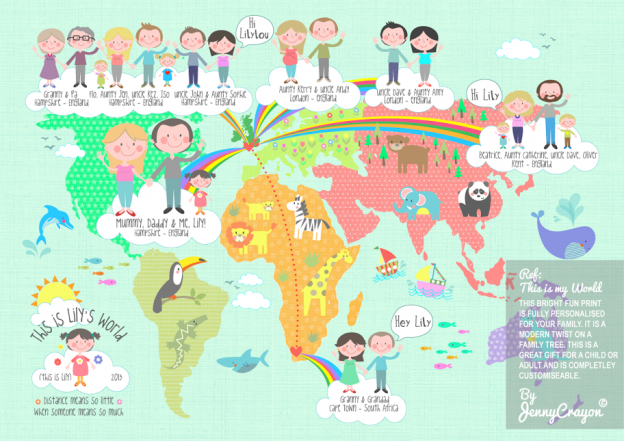 Hi
LilyLou
Granny & Pa
Hampshire - England
Flo, Aunty Jen, uncle Rez, Iso
Hampshire - England
uncle John & Aunty Sorkie
Hampshire - England
Aunty Kerry & uncle Andy
London - England
uncle Dave & Aunty Amy
London - England
Hi Lily
Beatrice, Aunty Catherine, uncle Dave, Oliver
Kent - England
Mummy, Daddy & Me, Lily!
Hampshire - England
This is Lily's World
(this is Lily)
2015
Distance means so little
when someone means so much
Hey Lily
Granny & Grandad
Cape Town - South Africa
Ref:
This is my World
THIS BRIGHT FUN PRINT
IS FULLY PERSONALISED
FOR YOUR FAMILY. IT IS A
MODERN TWIST ON A
FAMILY TREE. THIS IS A
GREAT GIFT FOR A CHILD OR
ADULT AND IS COMPLETLEY
CUSTOMISEABLE.
By
JennyCrayon ©